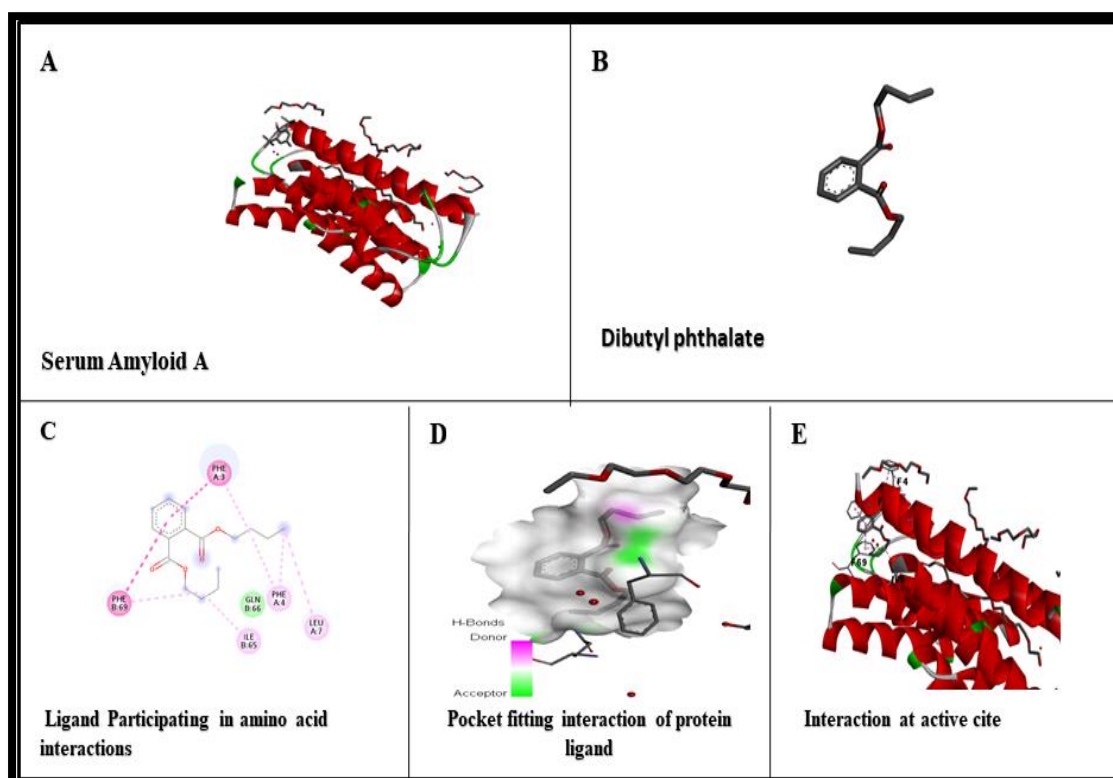 A
B
Serum Amyloid A
Dibutyl phthalate
C
PHE
A:3
PHE
B:69
GLN
B:66
PHE
A:4
LEU
A:7
ILE
B:65
Ligand Participating in amino acid
interactions
D
H-Bonds
Donor
Acceptor
Pocket fitting interaction of protein
ligand
E
F4
F69
Interaction at active cite